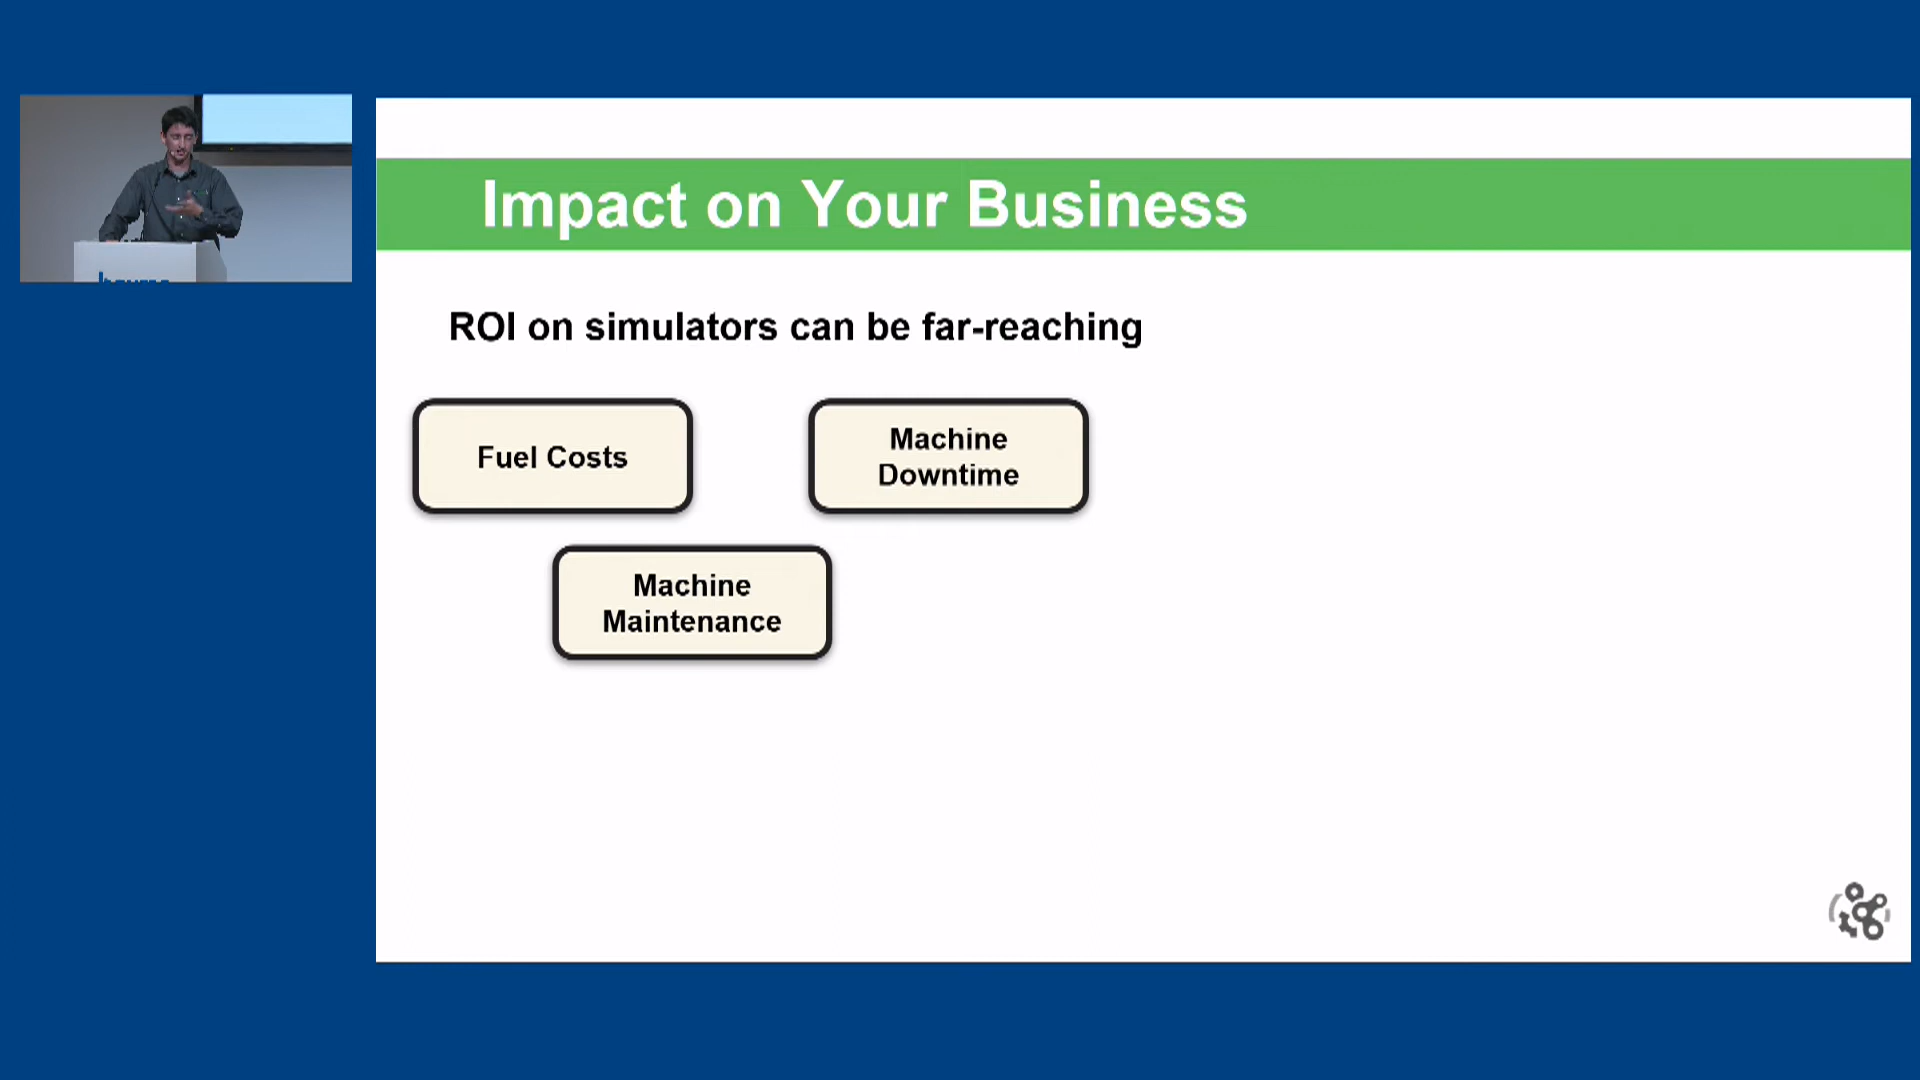 Impact on Your Business
ROI on simulators can be far-reaching
Fuel Costs
Machine
Downtime
Machine
Maintenance